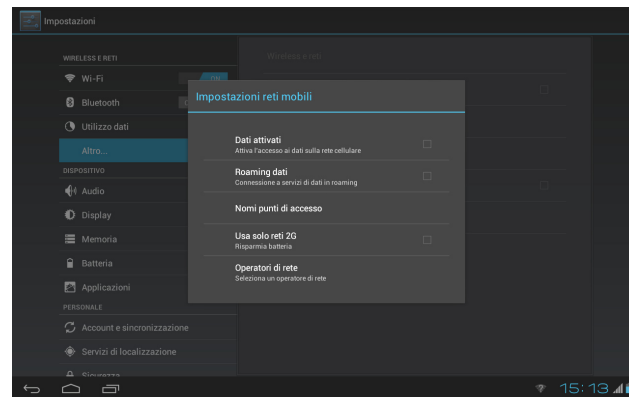 Impostazioni
WIRELESS E RETI
Wireless e reti
Wi-Fi
ON
Bluetooth
Utilizzo dati
Altro...
DISPOSITIVO
Audio
Display
Memoria
Batteria
Applicazioni
PERSONALE
Account e sincronizzazione
Servizi di localizzazione
Sicurezza
Impostazioni reti mobili
Dati attivati
Attiva l'accesso ai dati sulla rete cellulare
Roaming dati
Connessione a servizi di dati in roaming
Nomi punti di accesso
Usa solo reti 2G
Risparmia batteria
Operatori di rete
Seleziona un operatore di rete
15:13